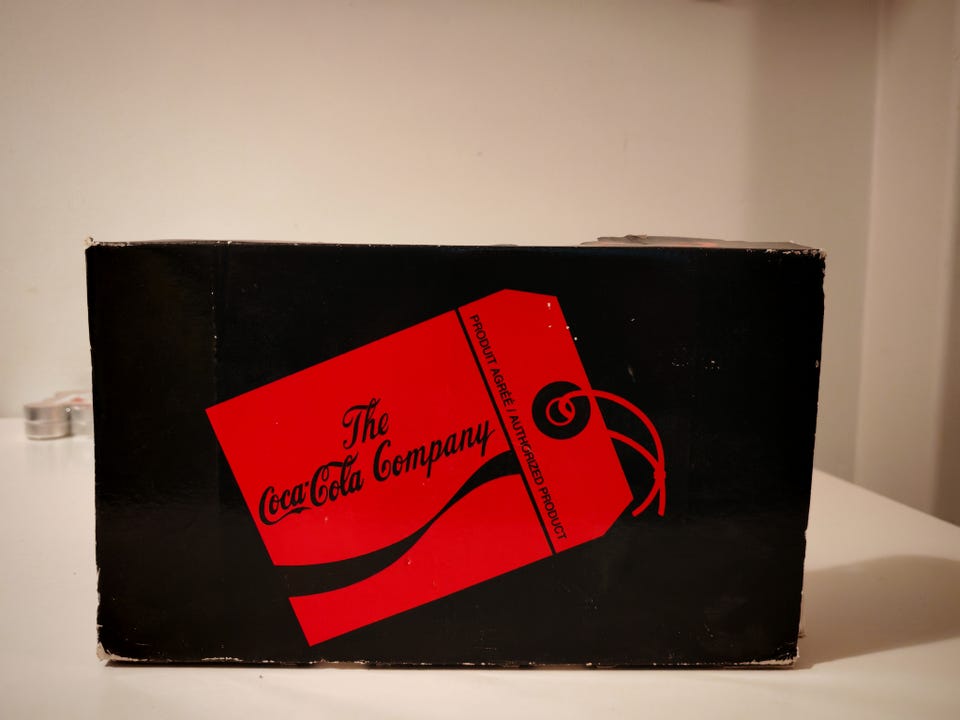 The
Coca-Cola Company
PRODUIT AGRÉÉ / AUTHORIZED PRODUCT